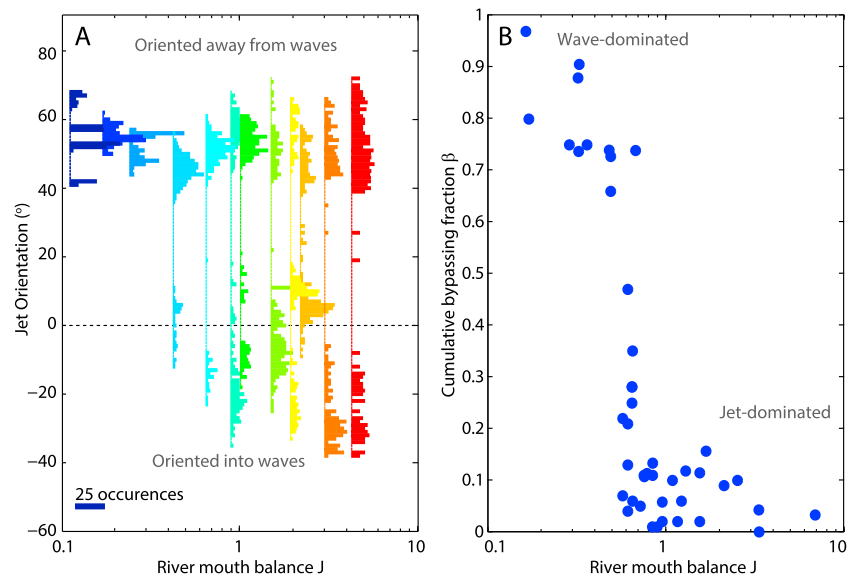 A
Oriented away from waves
80
60
40
20
0
−20
−40
−60
Jet Orientation (°)
Oriented into waves
25 occurences
0.1
1
10
River mouth balance J
B
Wave-dominated
1
0.9
0.8
0.7
0.6
0.5
0.4
0.3
0.2
0.1
0
Cumulative bypassing fraction β
Jet-dominated
0.1
1
10
River mouth balance J